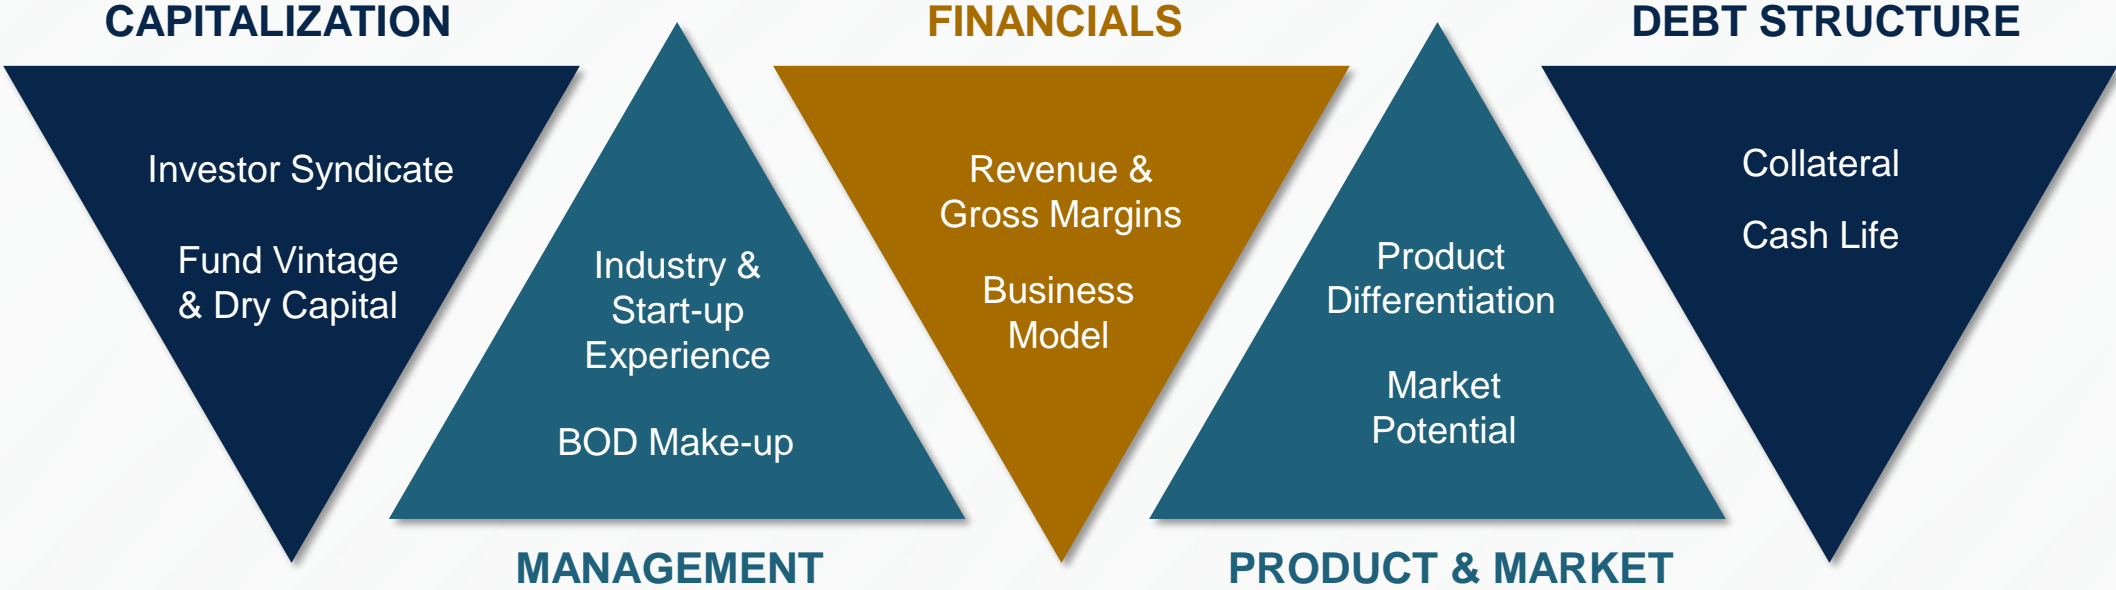 CAPITALIZATION
Investor Syndicate
Fund Vintage
& Dry Capital
Industry &
Start-up
Experience
BOD Make-up
MANAGEMENT
FINANCIALS
Revenue &
Gross Margins
Business
Model
Product
Differentiation
Market
Potential
PRODUCT & MARKET
DEBT STRUCTURE
Collateral
Cash Life